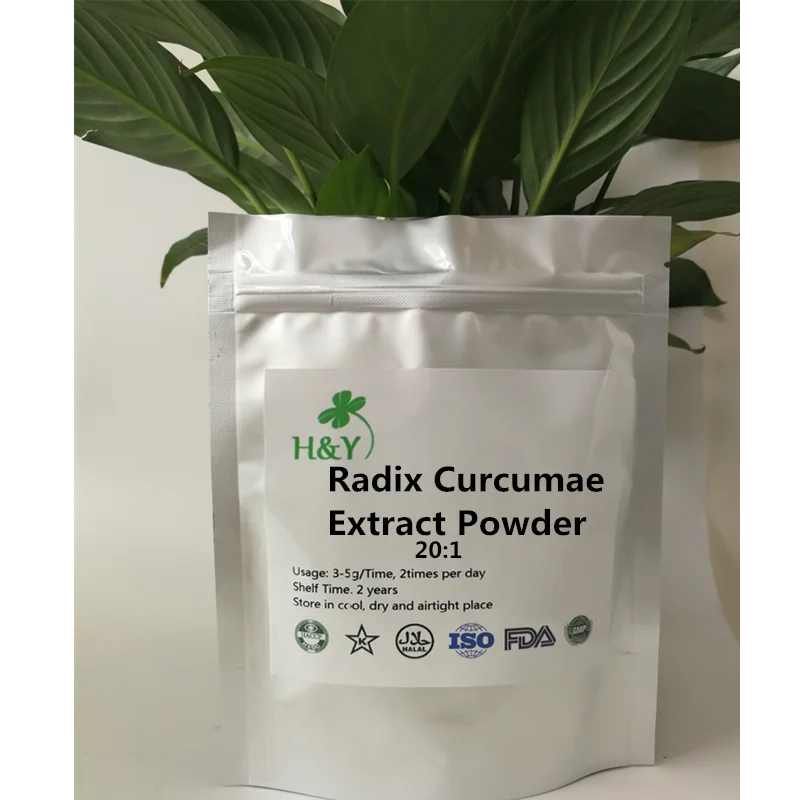 H&Y
Radix Curcumae
Extract Powder
20:1
Usage: 3-5g/Time, 2times per day
Shelf Time. 2 years
Store in cool, dry and airtight place
K
حلال
HALAL
ISO
FDA
GMP